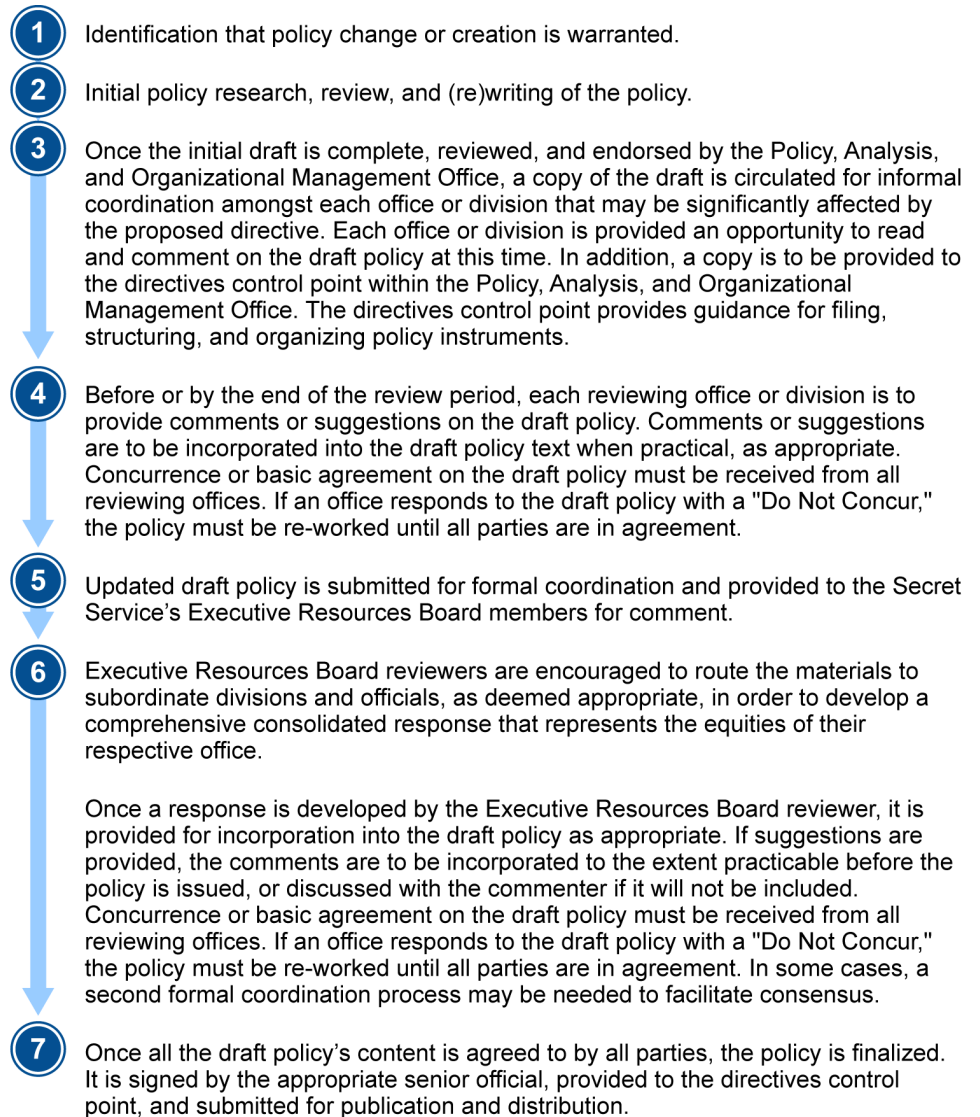 1
Identification that policy change or creation is warranted.
2
Initial policy research, review, and (re)writing of the policy.
3
Once the initial draft is complete, reviewed, and endorsed by the Policy, Analysis,
and Organizational Management Office, a copy of the draft is circulated for informal
coordination amongst each office or division that may be significantly affected by
the proposed directive. Each office or division is provided an opportunity to read
and comment on the draft policy at this time. In addition, a copy is to be provided to
the directives control point within the Policy, Analysis, and Organizational
Management Office. The directives control point provides guidance for filing,
structuring, and organizing policy instruments.
4
Before or by the end of the review period, each reviewing office or division is to
provide comments or suggestions on the draft policy. Comments or suggestions
are to be incorporated into the draft policy text when practical, as appropriate.
Concurrence or basic agreement on the draft policy must be received from all
reviewing offices. If an office responds to the draft policy with a "Do Not Concur,"
the policy must be re-worked until all parties are in agreement.
5
Updated draft policy is submitted for formal coordination and provided to the Secret
Service’s Executive Resources Board members for comment.
6
Executive Resources Board reviewers are encouraged to route the materials to
subordinate divisions and officials, as deemed appropriate, in order to develop a
comprehensive consolidated response that represents the equities of their
respective office.
Once a response is developed by the Executive Resources Board reviewer, it is
provided for incorporation into the draft policy as appropriate. If suggestions are
provided, the comments are to be incorporated to the extent practicable before the
policy is issued, or discussed with the commenter if it will not be included.
Concurrence or basic agreement on the draft policy must be received from all
reviewing offices. If an office responds to the draft policy with a "Do Not Concur,"
the policy must be re-worked until all parties are in agreement. In some cases, a
second formal coordination process may be needed to facilitate consensus.
7
Once all the draft policy’s content is agreed to by all parties, the policy is finalized.
It is signed by the appropriate senior official, provided to the directives control
point, and submitted for publication and distribution.